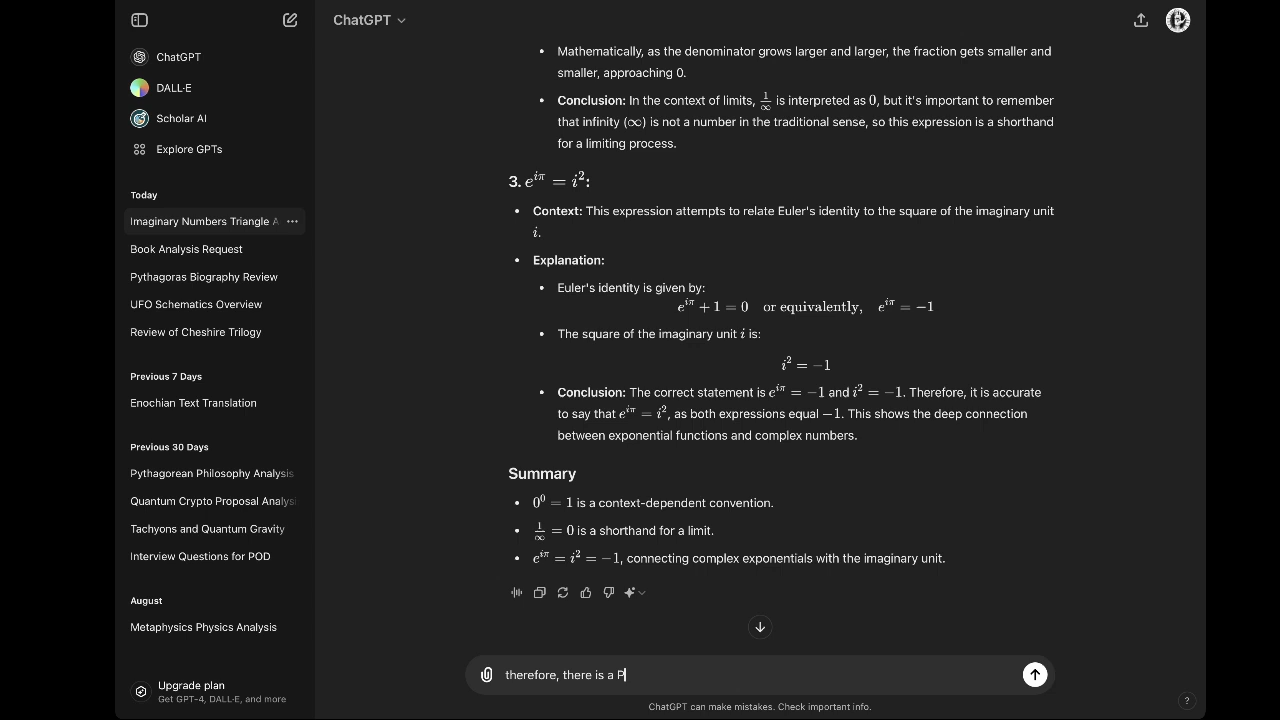 ChatGPT
ChatGPT
DALL·E
Scholar AI
Explore GPTs
Today
Imaginary Numbers Triangle A
Book Analysis Request
Pythagoras Biography Review
UFO Schematics Overview
Review of Cheshire Trilogy
Previous 7 Days
Enochian Text Translation
Previous 30 Days
Pythagorean Philosophy Analysis
Quantum Crypto Proposal Analysi
Tachyons and Quantum Gravity
Interview Questions for POD
August
Metaphysics Physics Analysis
Upgrade plan
Get GPT-4, DALL·E, and more
• Mathematically, as the denominator grows larger and larger, the fraction gets smaller and
smaller, approaching 0.
• Conclusion: In the context of limits, 1/∞ is interpreted as 0, but it's important to remember
that infinity (∞) is not a number in the traditional sense, so this expression is a shorthand
for a limiting process.
3. e^{iπ} = i²:
• Context: This expression attempts to relate Euler's identity to the square of the imaginary unit
i.
• Explanation:
• Euler's identity is given by:
e^{iπ} + 1 = 0 or equivalently, e^{iπ} = −1
• The square of the imaginary unit i is:
i² = −1
• Conclusion: The correct statement is e^{iπ} = −1 and i² = −1. Therefore, it is accurate
to say that e^{iπ} = i², as both expressions equal −1. This shows the deep connection
between exponential functions and complex numbers.
Summary
• 0⁰ = 1 is a context-dependent convention.
• 1/∞ = 0 is a shorthand for a limit.
• e^{iπ} = i² = −1, connecting complex exponentials with the imaginary unit.
therefore, there is a P
ChatGPT can make mistakes. Check important info.
?